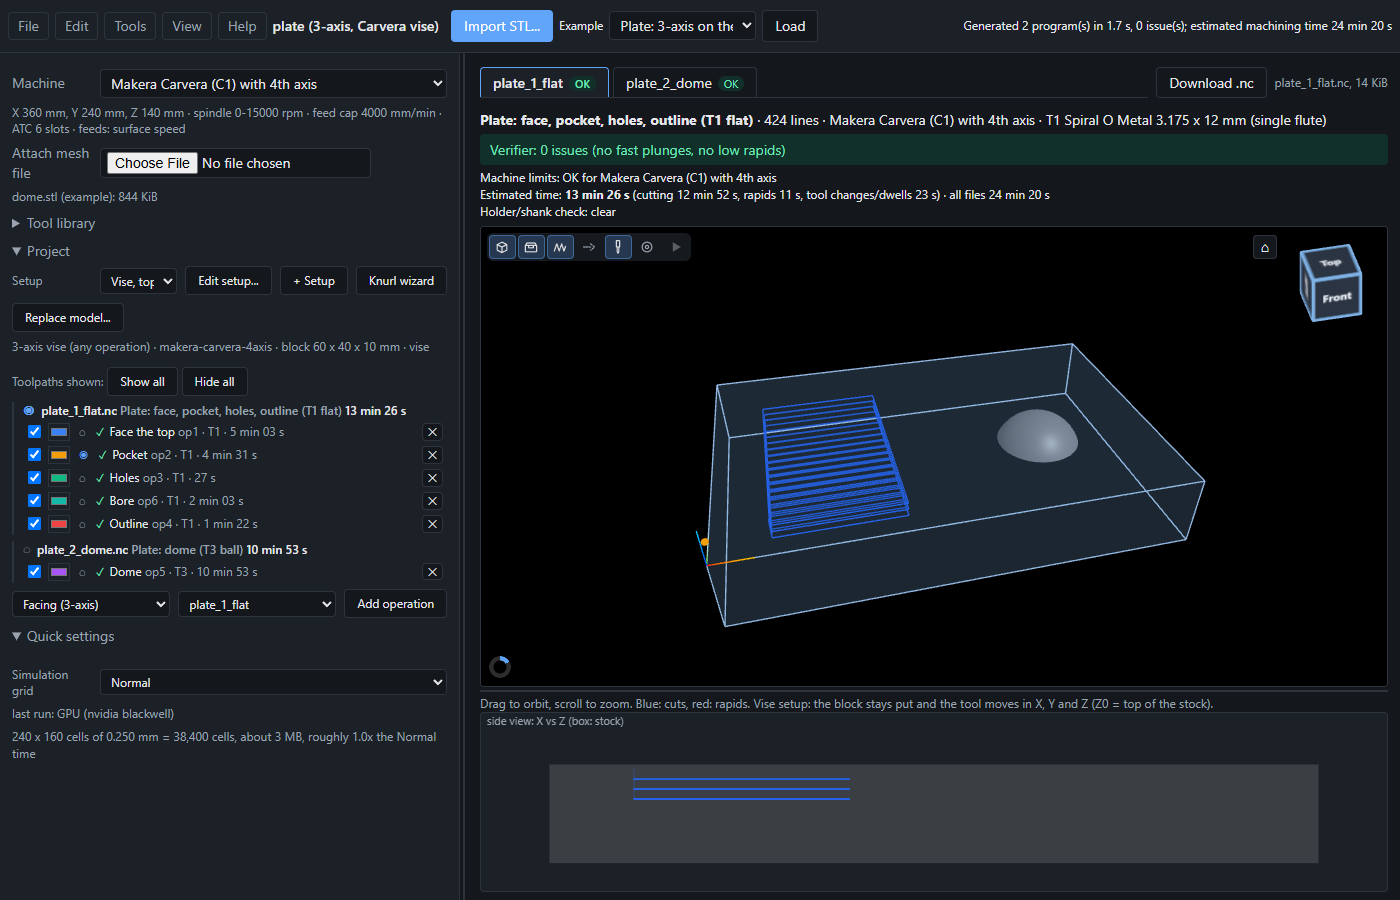 File Edit Tools View Help plate (3-axis, Carvera vise) Import STL... Example Plate: 3-axis on the Load Generated 2 program(s) in 1.7 s, 0 issue(s); estimated machining time 24 min 20 s
Machine Makera Carvera (C1) with 4th axis
X 360 mm, Y 240 mm, Z 140 mm · spindle 0-15000 rpm · feed cap 4000 mm/min ·
ATC 6 slots · feeds: surface speed
Attach mesh file Choose File No file chosen
dome.stl (example): 844 KiB
Tool library
Project
Setup Vise, top Edit setup... + Setup Knurl wizard
Replace model...
3-axis vise (any operation) · makera-carvera-4axis · block 60 x 40 x 10 mm · vise
Toolpaths shown: Show all Hide all
plate_1_flat.nc Plate: face, pocket, holes, outline (T1 flat) 13 min 26 s
Face the top op1 · T1 · 5 min 03 s
Pocket op2 · T1 · 4 min 31 s
Holes op3 · T1 · 27 s
Bore op6 · T1 · 2 min 03 s
Outline op4 · T1 · 1 min 22 s
plate_2_dome.nc Plate: dome (T3 ball) 10 min 53 s
Dome op5 · T3 · 10 min 53 s
Facing (3-axis) plate_1_flat Add operation
Quick settings
Simulation grid Normal
last run: GPU (nvidia blackwell)
240 x 160 cells of 0.250 mm = 38,400 cells, about 3 MB, roughly 1.0x the Normal
time
plate_1_flat OK plate_2_dome OK Download .nc plate_1_flat.nc, 14 KiB
Plate: face, pocket, holes, outline (T1 flat) · 424 lines · Makera Carvera (C1) with 4th axis · T1 Spiral O Metal 3.175 x 12 mm (single flute)
Verifier: 0 issues (no fast plunges, no low rapids)
Machine limits: OK for Makera Carvera (C1) with 4th axis
Estimated time: 13 min 26 s (cutting 12 min 52 s, rapids 11 s, tool changes/dwells 23 s) · all files 24 min 20 s
Holder/shank check: clear
Top
Front
Drag to orbit, scroll to zoom. Blue: cuts, red: rapids. Vise setup: the block stays put and the tool moves in X, Y and Z (Z0 = top of the stock).
side view: X vs Z (box: stock)